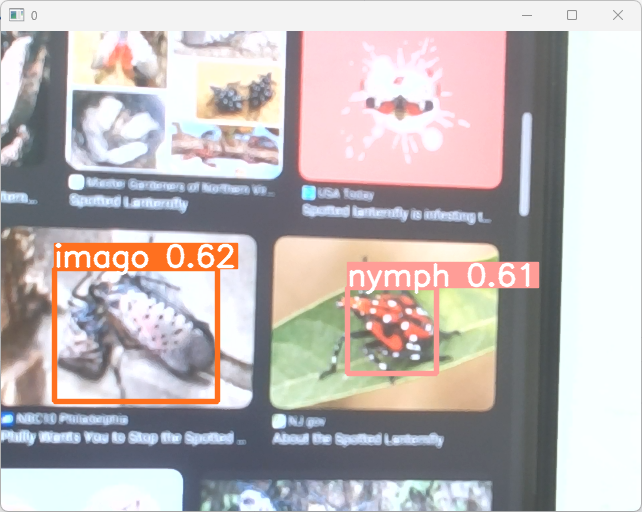 0
Master Gardeners of Northern Vir...
Spotted Lanternfly
USA Today
Spotted lanternfly is infesting t...
imago 0.62
nymph 0.61
NBC10 Philadelphia
Philly Wants You to Stop the Spotted ...
NJ.gov
About the Spotted Lanternfly